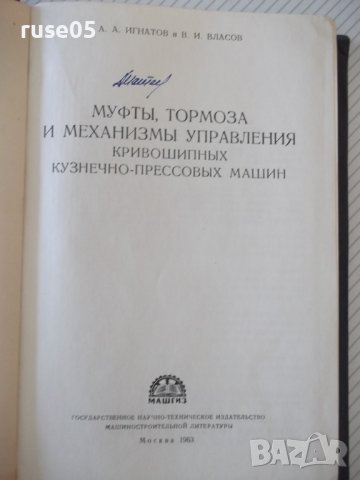 ruse05
А. А. ИГНАТОВ и В. И. ВЛАСОВ
МУФТЫ, ТОРМОЗА
И МЕХАНИЗМЫ УПРАВЛЕНИЯ
КРИВОШИПНЫХ
КУЗНЕЧНО-ПРЕССОВЫХ МАШИН
МАШГИЗ
ГОСУДАРСТВЕННОЕ НАУЧНО-ТЕХНИЧЕСКОЕ ИЗДАТЕЛЬСТВО
МАШИНОСТРОИТЕЛЬНОЙ ЛИТЕРАТУРЫ
Москва 1963
BAZAR